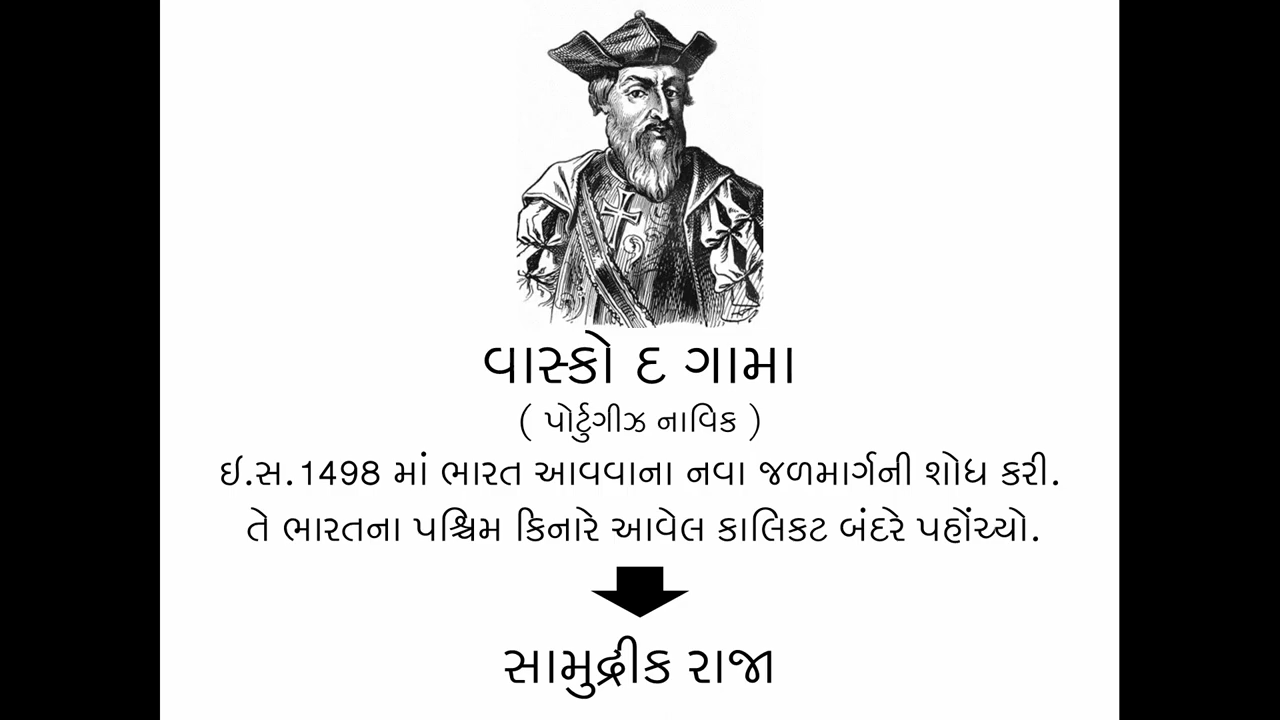 વાસ્કો દ ગામા
( પોર્ટુગીઝ નાવિક )
ઈ.સ.1498 માં ભારત આવવાના નવા જળમાર્ગની શોધ કરી.
તે ભારતના પશ્ચિમ કિનારે આવેલ કાલિકટ બંદરે પહોંચ્યો.
સામુદ્રીક રાજા